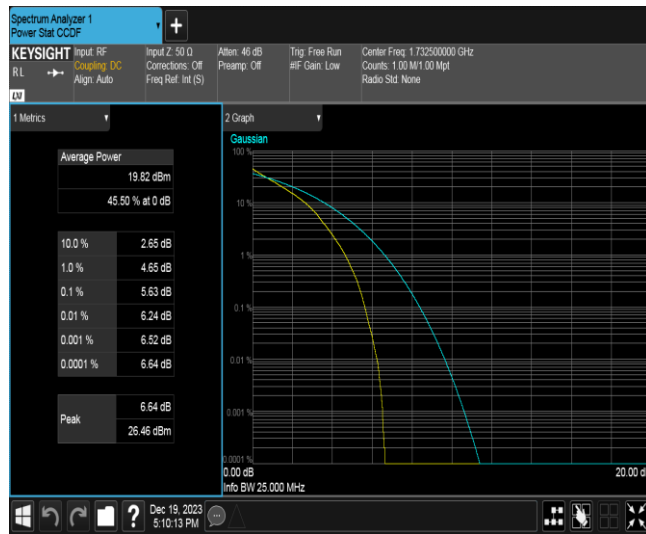 Spectrum Analyzer 1
Power Stat CCDF
+
KEYSIGHT
RL
LXI
Input: RF
Coupling: DC
Align: Auto
Input Z: 50 Ω
Corrections: Off
Freq Ref: Int (S)
Atten: 46 dB
Preamp: Off
Trig: Free Run
#IF Gain: Low
Center Freq: 1.732500000 GHz
Counts: 1.00 M/1.00 Mpt
Radio Std: None
1 Metrics
Average Power
19.82 dBm
45.50 % at 0 dB
10.0 % 2.65 dB
1.0 % 4.65 dB
0.1 % 5.63 dB
0.01 % 6.24 dB
0.001 % 6.52 dB
0.0001 % 6.64 dB
Peak
6.64 dB
26.46 dBm
2 Graph
Gaussian
100 %
10 %
1 %
0.1 %
0.01 %
0.001 %
0.0001 %
0.00 dB 20.00 d
Info BW 25.000 MHz
?
Dec 19, 2023
5:10:13 PM